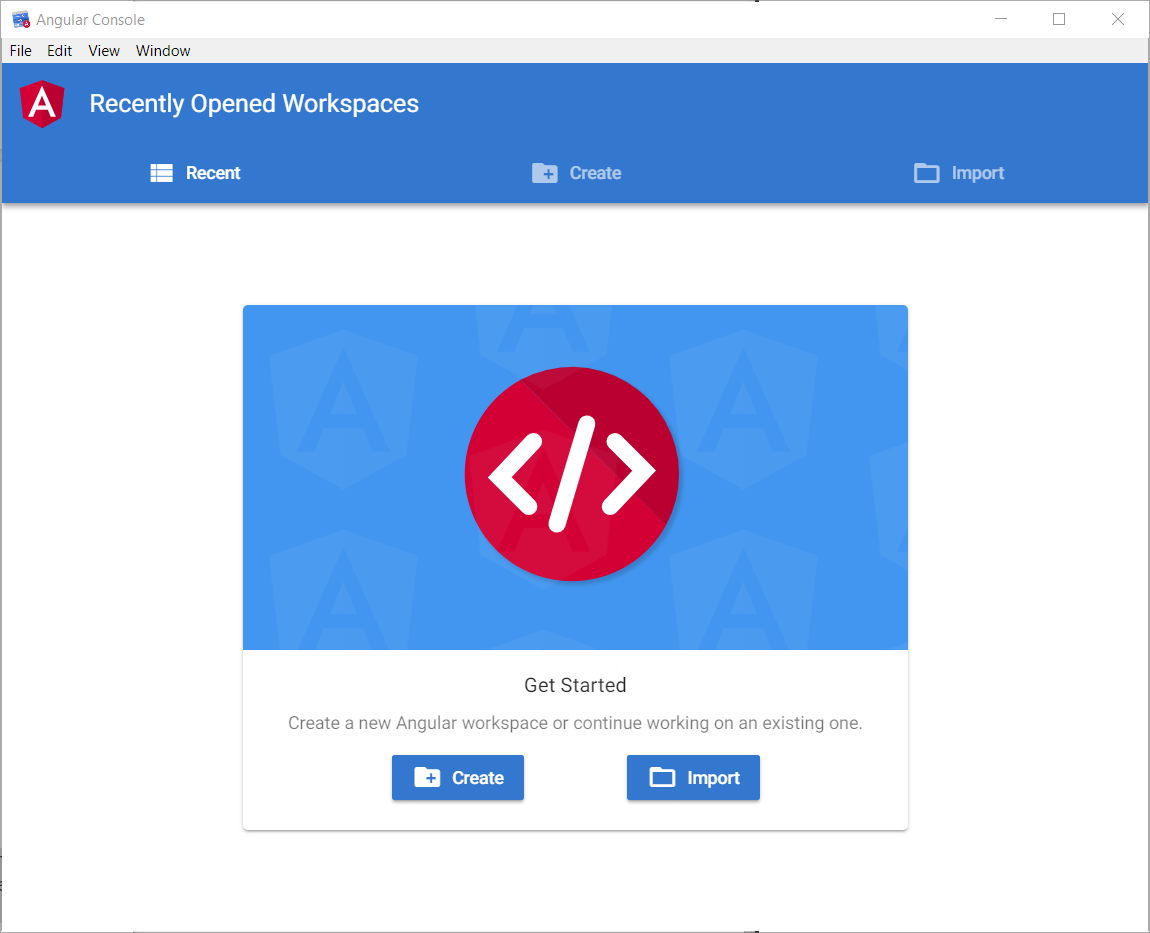 Angular Console
File Edit View Window
Recently Opened Workspaces
Recent Create Import
Get Started
Create a new Angular workspace or continue working on an existing one.
Create Import